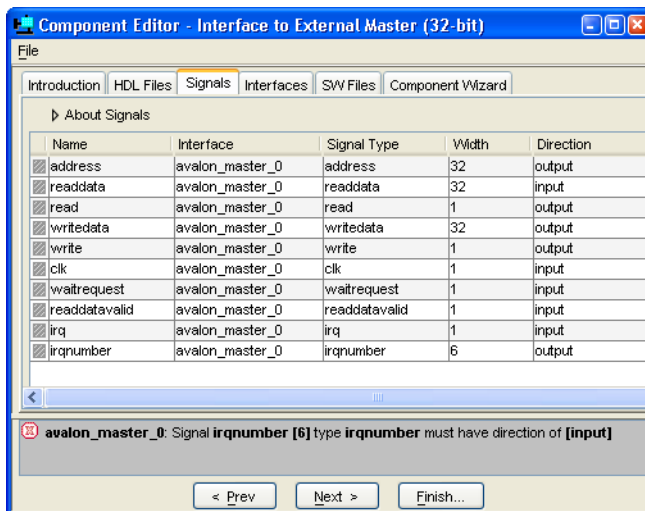 Component Editor - Interface to External Master (32-bit)
File
Introduction HDL Files Signals Interfaces SW Files Component Wizard
About Signals
Name Interface Signal Type Width Direction
address avalon_master_0 address 32 output
readdata avalon_master_0 readdata 32 input
read avalon_master_0 read 1 output
writedata avalon_master_0 writedata 32 output
write avalon_master_0 write 1 output
clk avalon_master_0 clk 1 input
waitrequest avalon_master_0 waitrequest 1 input
readdatavalid avalon_master_0 readdatavalid 1 input
irq avalon_master_0 irq 1 input
irqnumber avalon_master_0 irqnumber 6 output
avalon_master_0: Signal irqnumber [6] type irqnumber must have direction of [input]
< Prev Next > Finish...